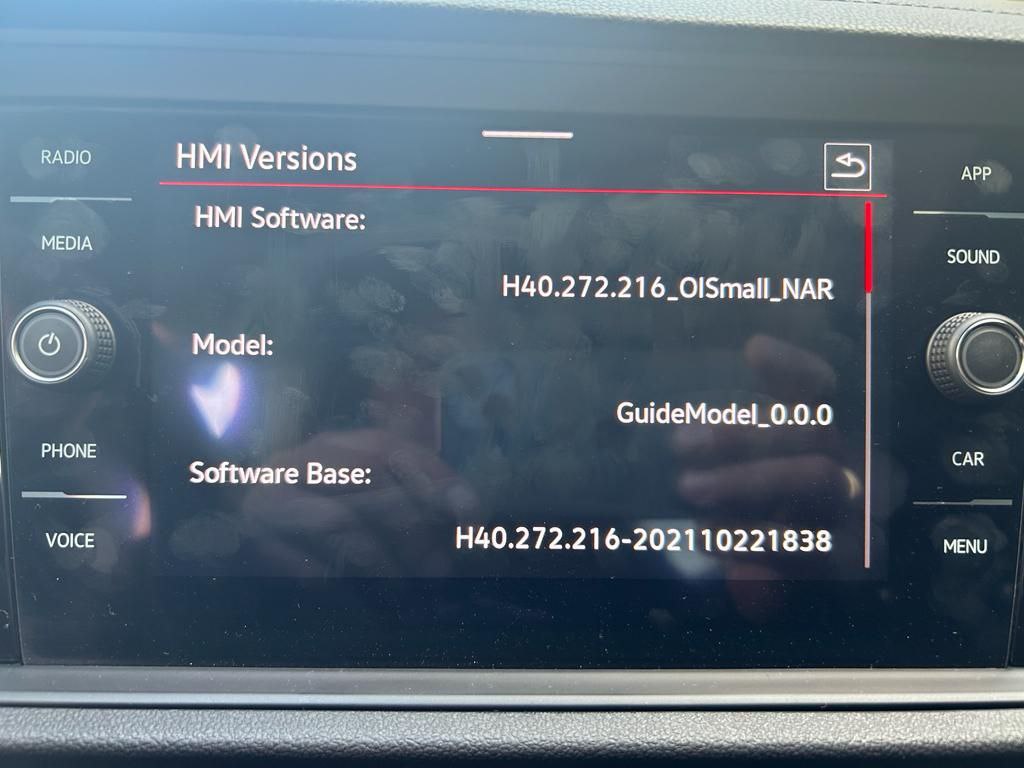 HMI Versions
RADIO
APP
HMI Software:
MEDIA
SOUND
H40.272.216_OISmall_NAR
Model:
GuideModel_0.0.0
PHONE
CAR
Software Base:
VOICE
H40.272.216-202110221838
MENU